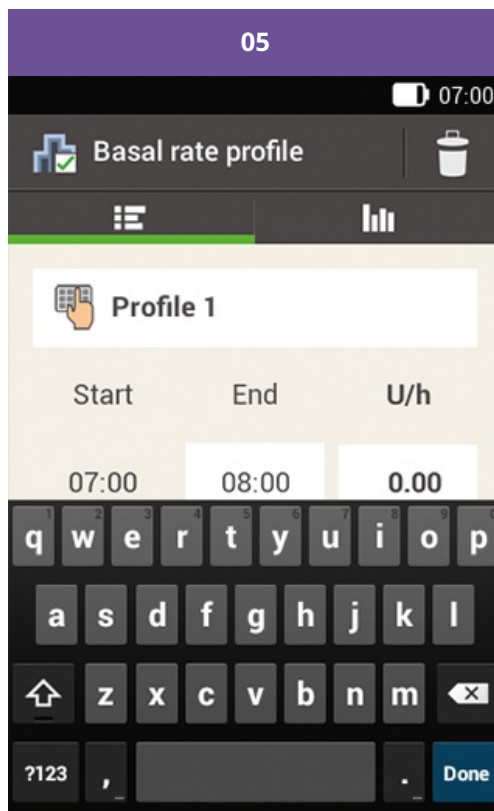 05
07:00
Basal rate profile
Profile 1
Start End U/h
07:00 08:00 0.00
1 2 3 4 5 6 7 8 9
q w e r t y u i o p
a s d f g h j k l
z x c v b n m
?123 , . Done